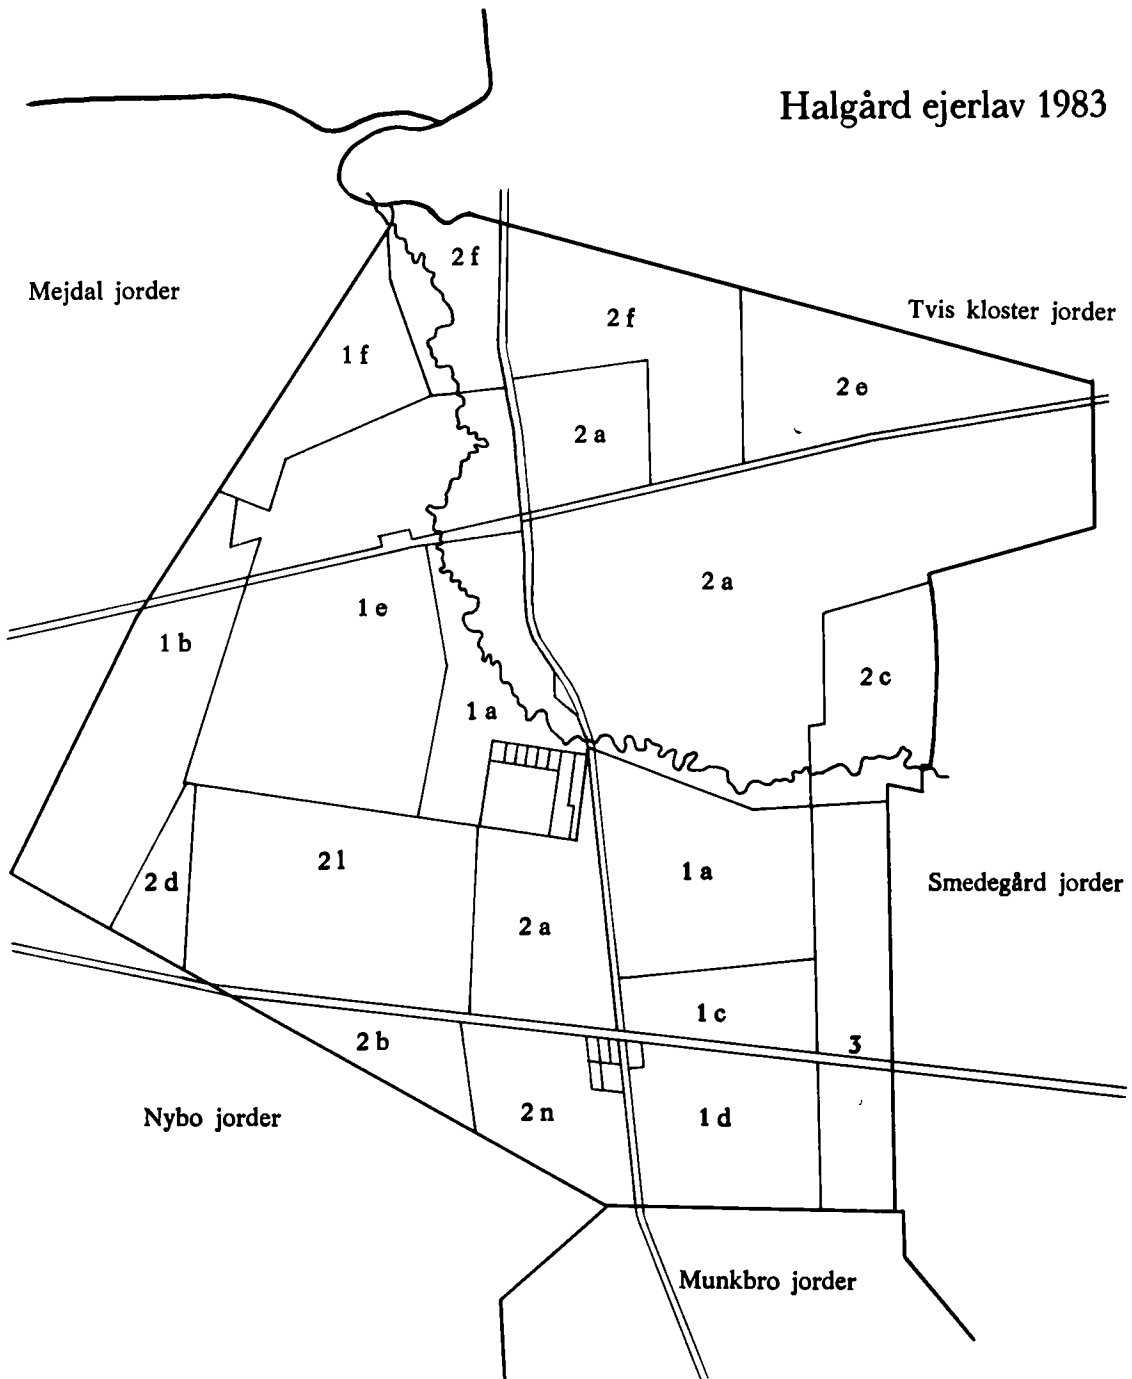 Halgård ejerlav 1983
2 f
Mejdal jorder
2 f
Tvis kloster jorder
1 f
2 e
2 a
2 a
1 e
1 b
2 c
1 a
2 l
1 a
2 d
Smedegård jorder
2 a
1 c
2 b
3
2 n
1 d
Nybo jorder
Munkbro jorder